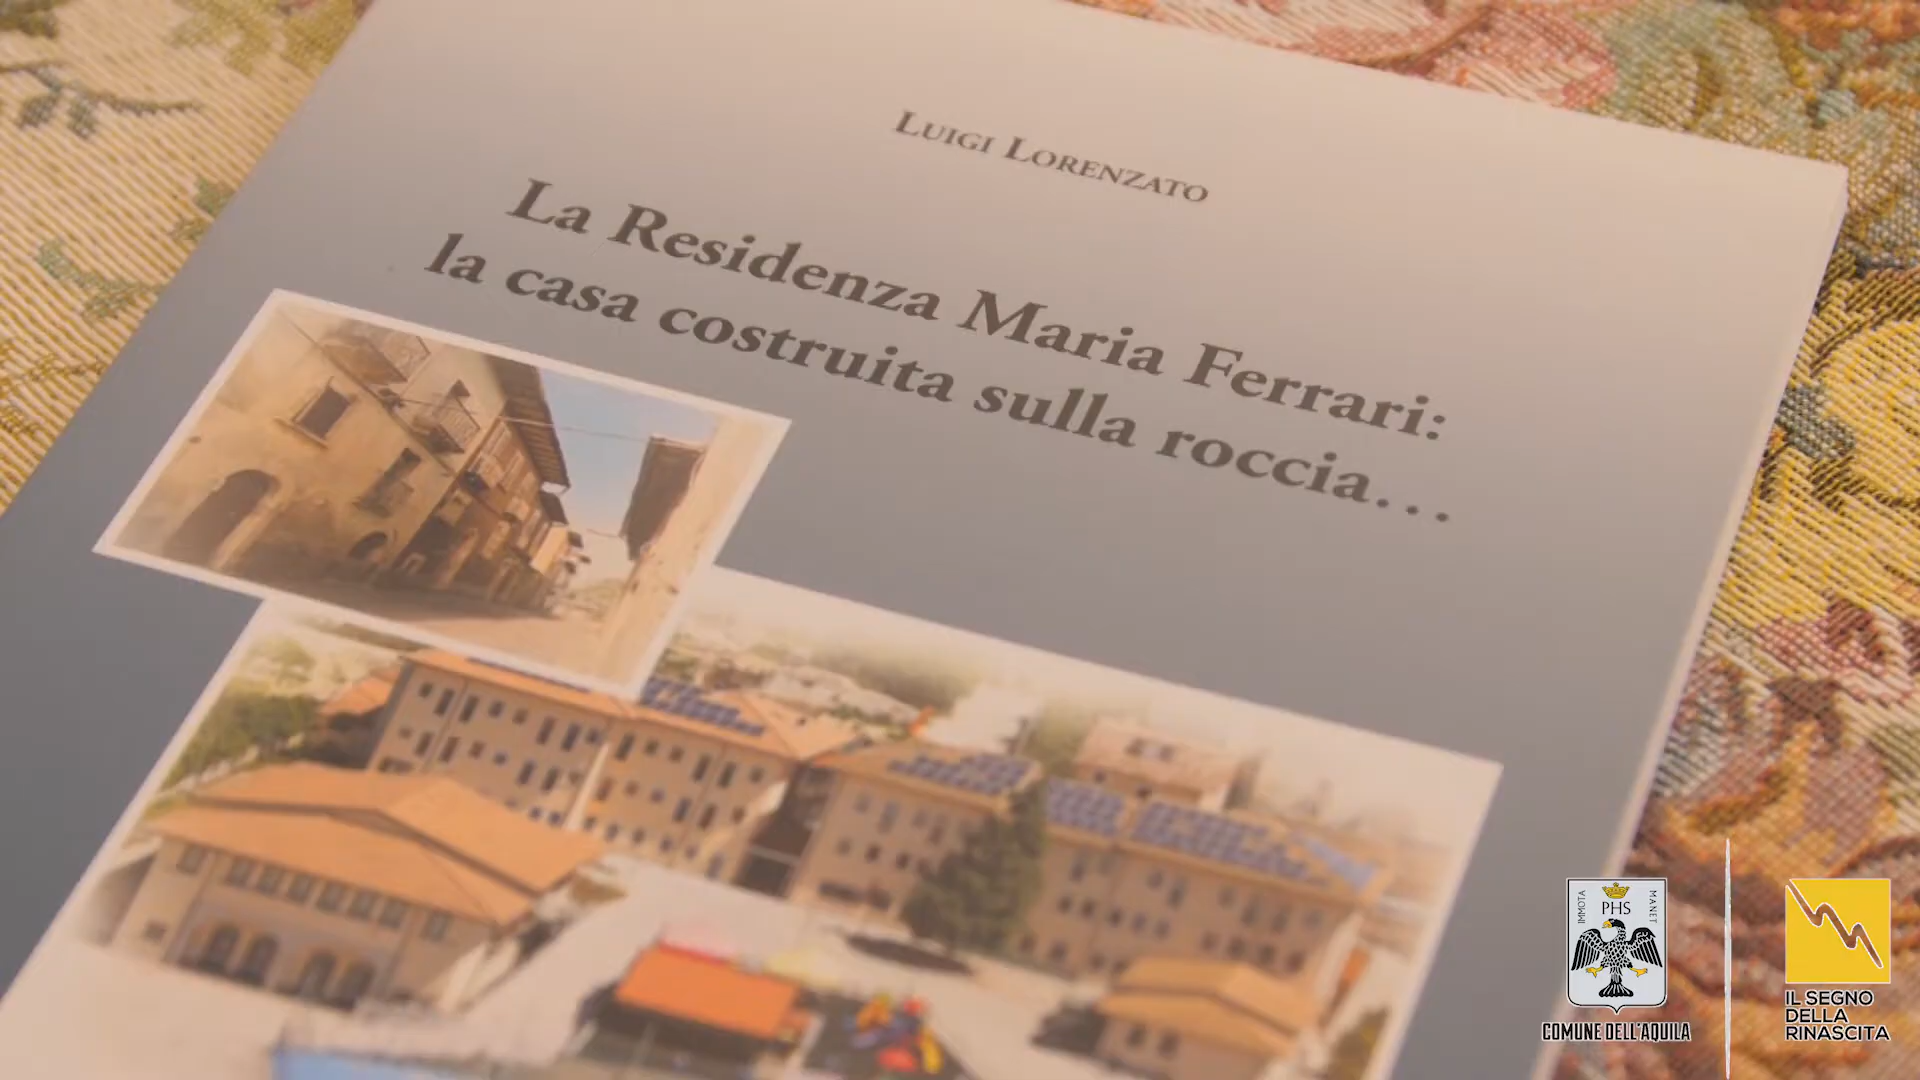 LUIGI LORENZATO
La Residenza Maria Ferrari:
la casa costruita sulla roccia...
IMMOTA
PHS
MANET
COMUNE DELL'AQUILA
IL SEGNO
DELLA
RINASCITA